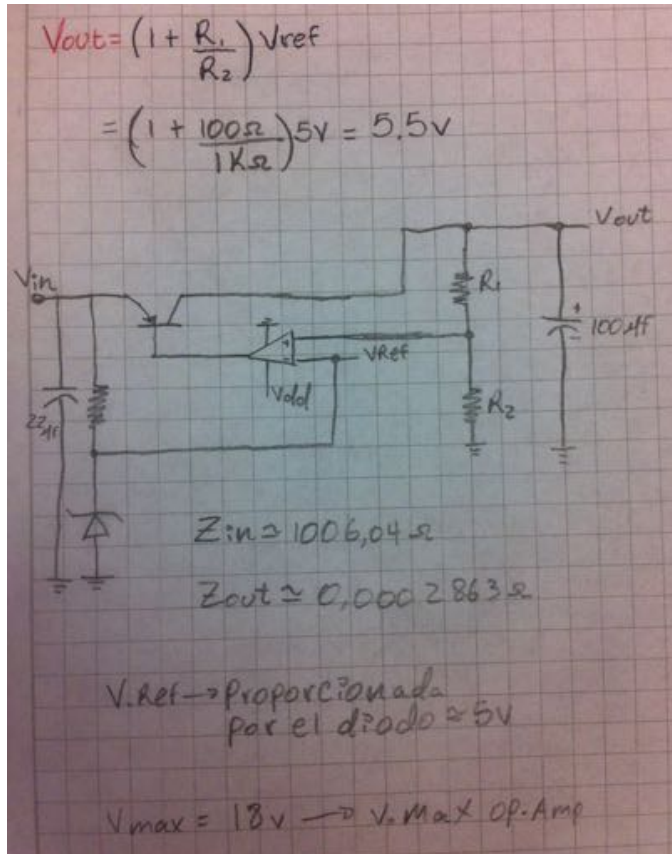 Vout= (1 + R1/R2) Vref
= (1 + 100Ω/1KΩ) 5V = 5.5V
Vout
Vin
R1
+
100µf
-
+
-
VRef
Vdd
R2
22µf
Zin ≃ 1006,04 Ω
Zout ≃ 0,0002863 Ω
V.Ref → Proporcionada
por el diodo ≃ 5V
Vmax = 18v → V.Max OP.Amp